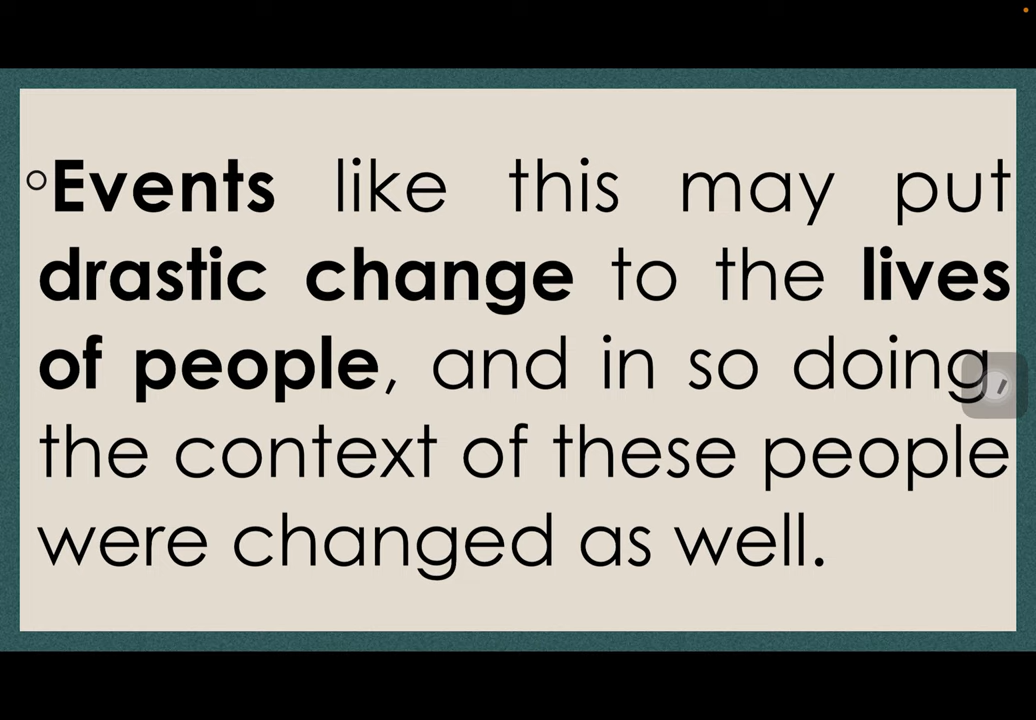 Events like this may put
drastic change to the lives
of people, and in so doing,
the context of these people
were changed as well.